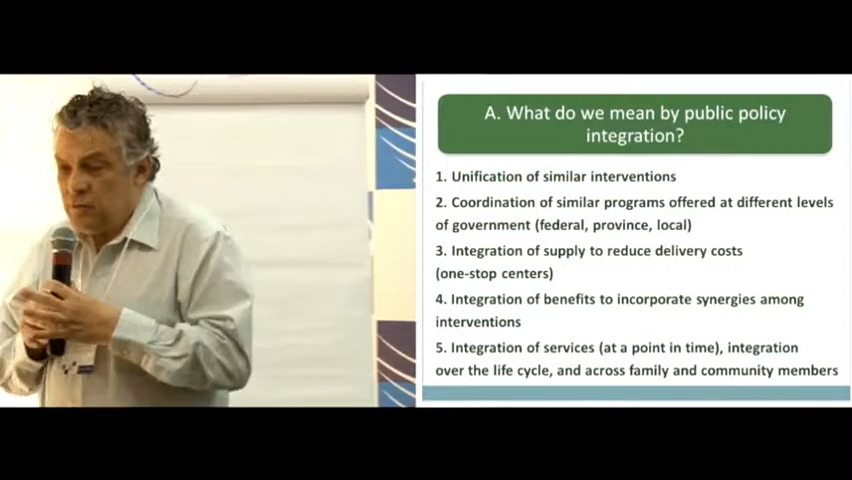 A. What do we mean by public policy
integration?
1. Unification of similar interventions
2. Coordination of similar programs offered at different levels
of government (federal, province, local)
3. Integration of supply to reduce delivery costs
(one-stop centers)
4. Integration of benefits to incorporate synergies among
interventions
5. Integration of services (at a point in time), integration
over the life cycle, and across family and community members